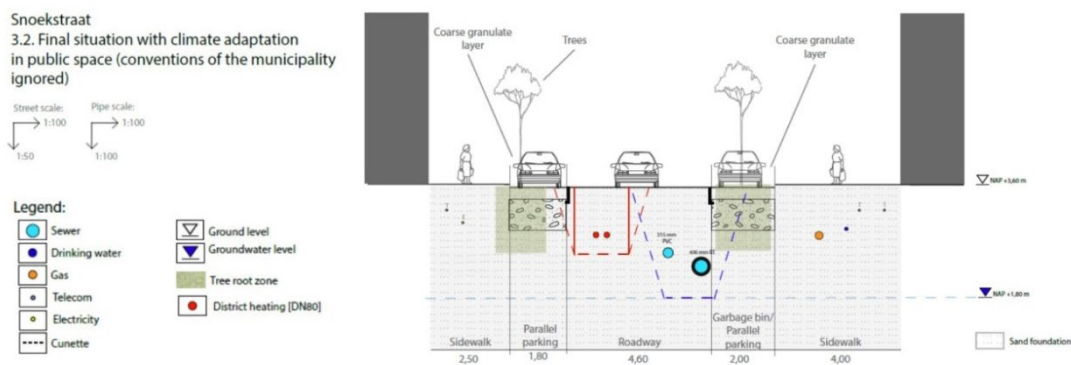 Snoekstraat
3.2. Final situation with climate adaptation
in public space (conventions of the municipality
ignored)
Street scale:
1:100
1:50
Pipe scale:
1:100
1:100
Legend:
Sewer
Drinking water
Gas
Telecom
Electricity
Cunette
Ground level
Groundwater level
Tree root zone
District heating [DN80]
Coarse granulate
layer
Trees
Coarse granulate
layer
NAP +3,60 m
315 mm
PVC
NAP +1,80 m
Sidewalk
2,50
Parallel
parking
1,80
Roadway
4,60
Garbage bin/
Parallel
parking
2,00
Sidewalk
4,00
Sand foundation